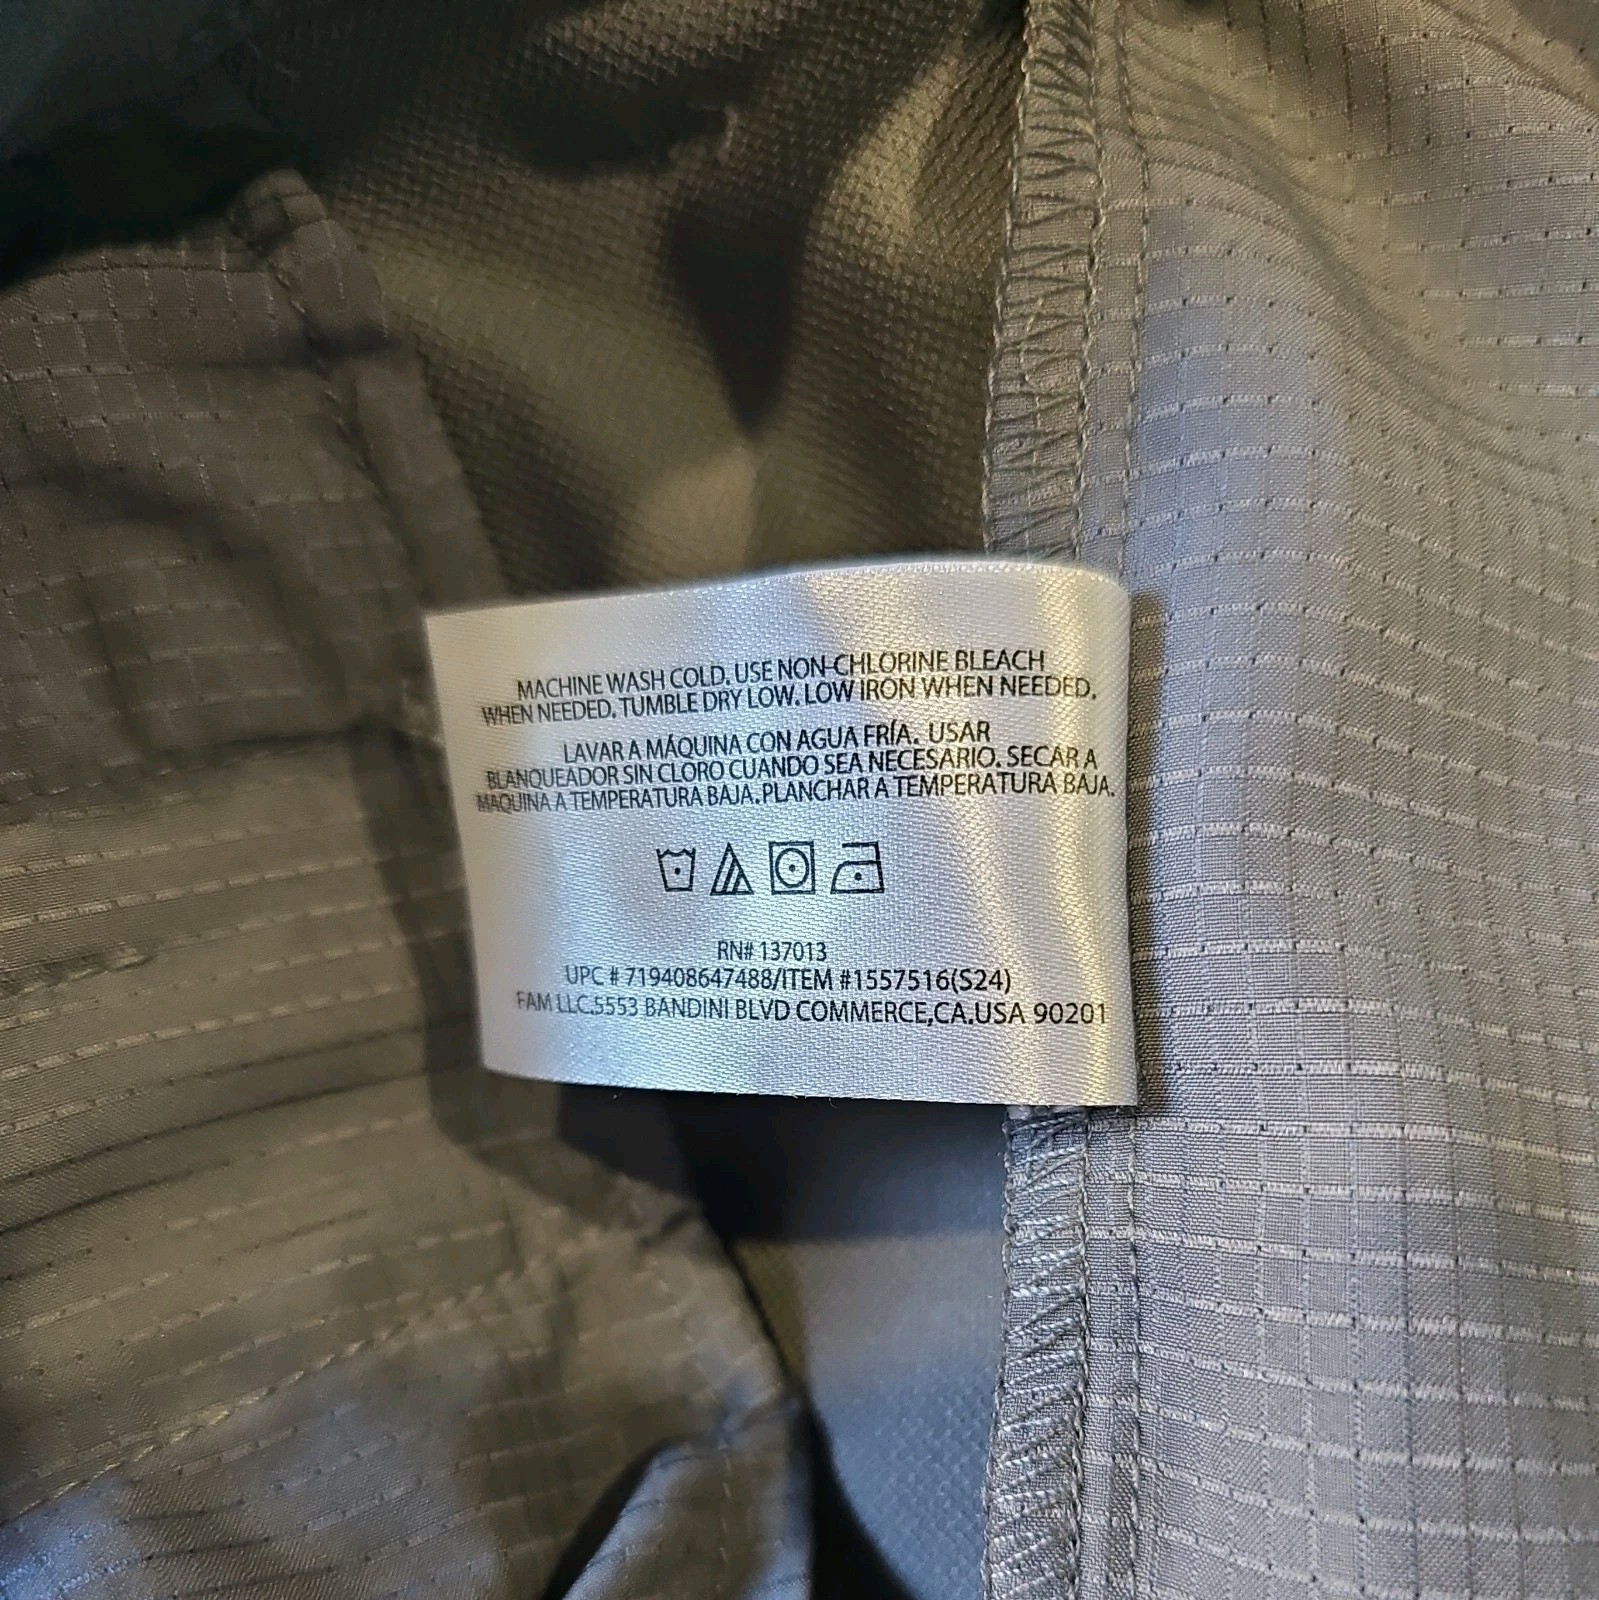 MACHINE WASH COLD. USE NON-CHLORINE BLEACH
WHEN NEEDED. TUMBLE DRY LOW. LOW IRON WHEN NEEDED.
LAVAR A MÁQUINA CON AGUA FRÍA. USAR
BLANQUEADOR SIN CLORO CUANDO SEA NECESARIO. SECAR A
MAQUINA A TEMPERATURA BAJA. PLANCHAR A TEMPERATURA BAJA.
RN# 137013
UPC # 719408647488/ITEM #1557516(S24)
FAM LLC.5553 BANDINI BLVD COMMERCE,CA.USA 90201